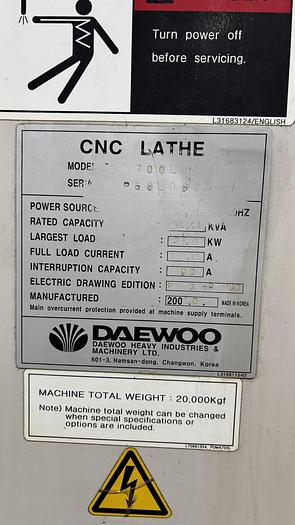 Turn power off
before servicing.
L31683124/ENGLISH
CNC LATHE
MODEL 700L
POWER SOURCE
RATED CAPACITY : KVA
LARGEST LOAD : KW
FULL LOAD CURRENT : A.
INTERRUPTION CAPACITY : A
ELECTRIC DRAWING EDITION :
MANUFACTURED : 200 MADE IN KOREA
Main overcurrent protection provided at machine supply terminals.
DAEWOO
DAEWOO HEAVY INDUSTRIES &
MACHINERY LTD.
601-3, Namsan-dong, Changwon, Korea
MACHINE TOTAL WEIGHT : 20,000Kgf
Note) Machine total weight can be changed
when special specifications or
options are included.
PUMA700L